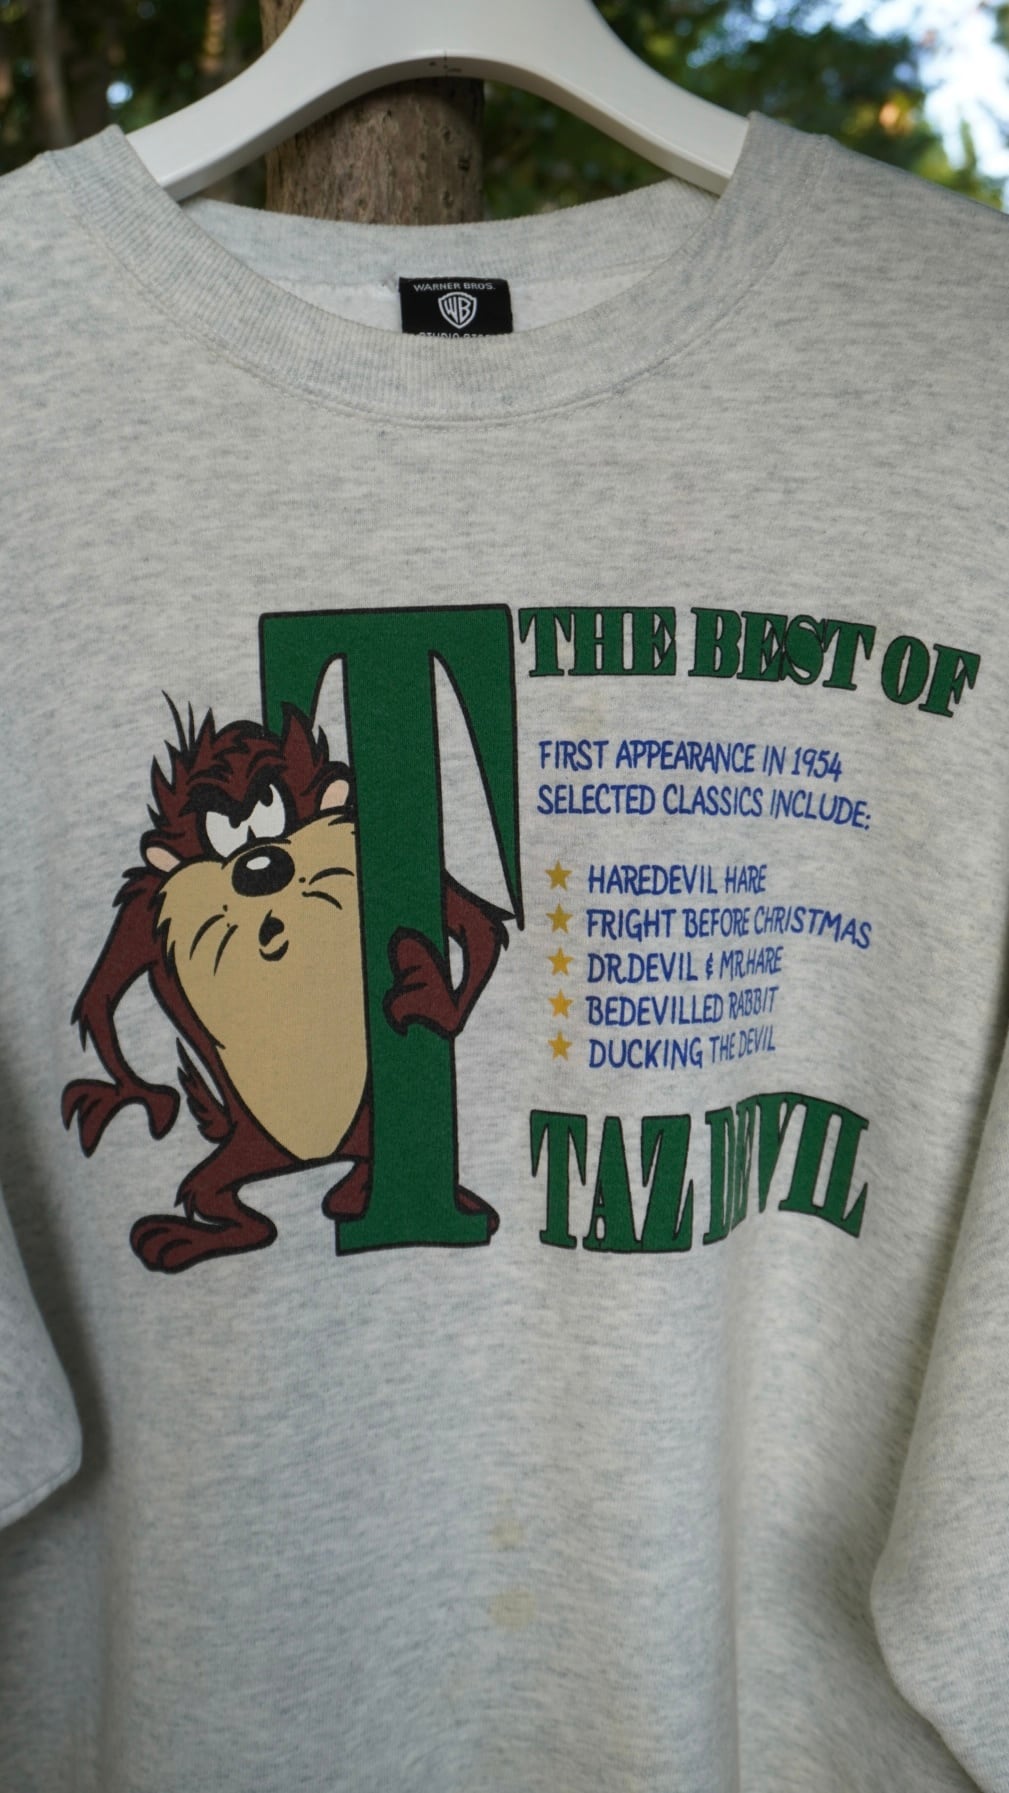 WARNER BROS.
WB
T
THE BEST OF
FIRST APPEARANCE IN 1954
SELECTED CLASSICS INCLUDE:
HAREDEVIL HARE
FRIGHT BEFORE CHRISTMAS
DR.DEVIL & MR.HARE
BEDEVILLED RABBIT
DUCKING THE DEVIL
TAZ DEVIL